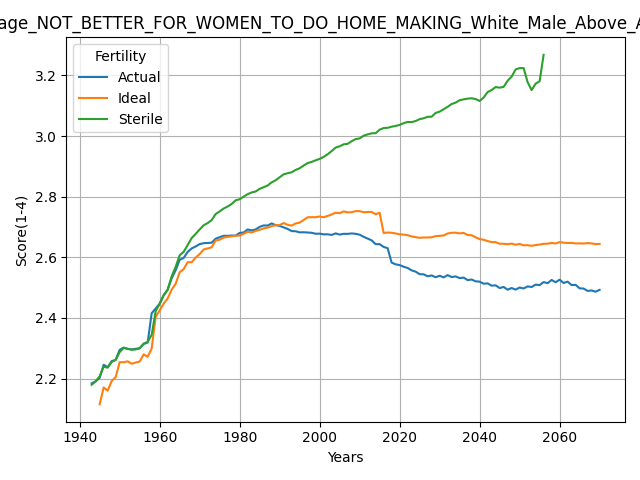 age_NOT_BETTER_FOR_WOMEN_TO_DO_HOME_MAKING_White_Male_Above_A
Fertility
Actual
Ideal
Sterile
Score(1-4)
3.2
3.0
2.8
2.6
2.4
2.2
1940 1960 1980 2000 2020 2040 2060
Years